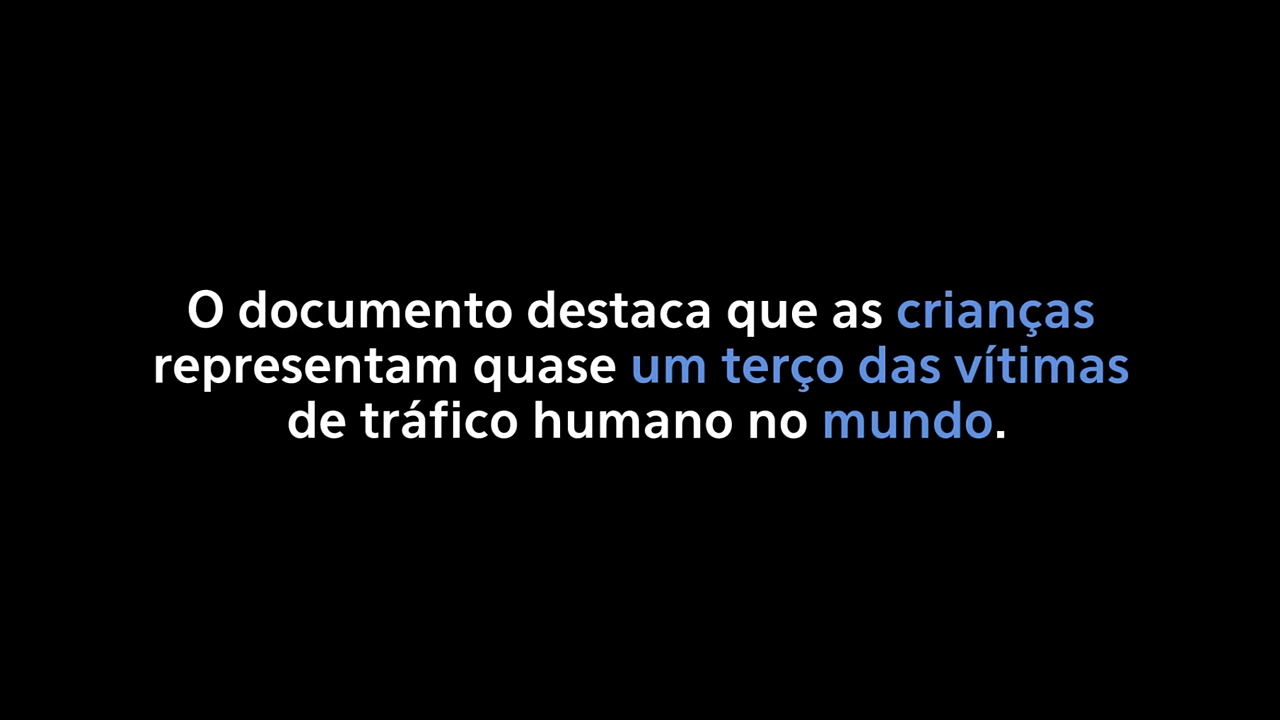 O documento destaca que as crianças
representam quase um terço das vítimas
de tráfico humano no mundo.